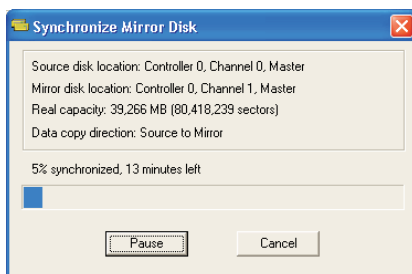 Synchronize Mirror Disk
Source disk location: Controller 0, Channel 0, Master
Mirror disk location: Controller 0, Channel 1, Master
Real capacity: 39,266 MB (80,418,239 sectors)
Data copy direction: Source to Mirror
5% synchronized, 13 minutes left
Pause
Cancel